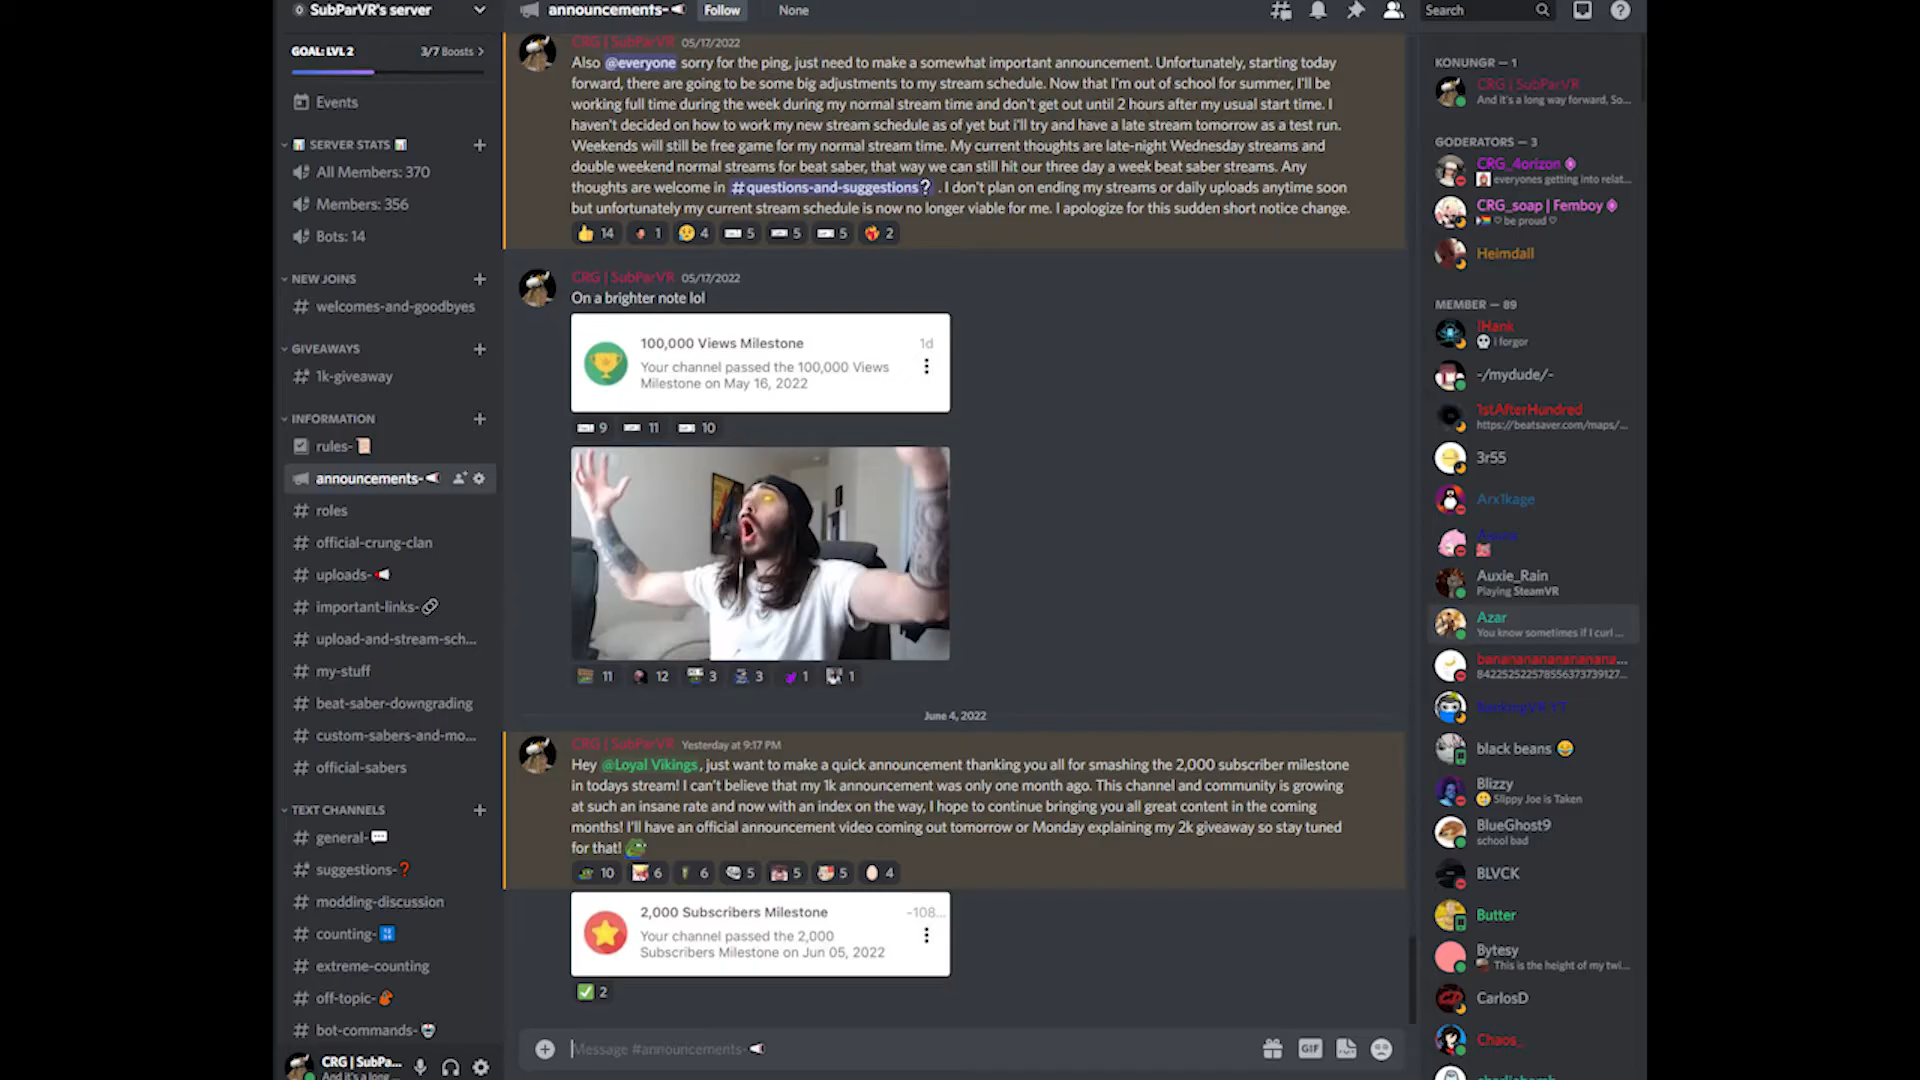 SubParVR's server
GOAL: LVL 2
3/7 Boosts
Events
SERVER STATS
All Members: 370
Members: 356
Bots: 14
NEW JOINS
welcomes-and-goodbyes
GIVEAWAYS
1k-giveaway
INFORMATION
rules-
announcements-
roles
official-crung-clan
uploads-
important-links-
upload-and-stream-sch...
my-stuff
beat-saber-downgrading
custom-sabers-and-mo...
official-sabers
TEXT CHANNELS
general-
suggestions-
modding-discussion
counting-
extreme-counting
off-topic-
bot-commands-
CRG | SubPa...
And it's a long...
announcements-
Follow
None
Search
CRG | SubParVR 05/17/2022
Also @everyone sorry for the ping, just need to make a somewhat important announcement. Unfortunately, starting today
forward, there are going to be some big adjustments to my stream schedule. Now that I'm out of school for summer, I'll be
working full time during the week during my normal stream time and don't get out until 2 hours after my usual start time. I
haven't decided on how to work my new stream schedule as of yet but i'll try and have a late stream tomorrow as a test run.
Weekends will still be free game for my normal stream time. My current thoughts are late-night Wednesday streams and
double weekend normal streams for beat saber, that way we can still hit our three day a week beat saber streams. Any
thoughts are welcome in #questions-and-suggestions? . I don't plan on ending my streams or daily uploads anytime soon
but unfortunately my current stream schedule is now no longer viable for me. I apologize for this sudden short notice change.
14 1 4 5 5 5 2
CRG | SubParVR 05/17/2022
On a brighter note lol
100,000 Views Milestone 1d
Your channel passed the 100,000 Views
Milestone on May 16, 2022
9 11 10
11 12 3 3 1 1
June 4, 2022
CRG | SubParVR Yesterday at 9:17 PM
Hey @Loyal Vikings, just want to make a quick announcement thanking you all for smashing the 2,000 subscriber milestone
in todays stream! I can't believe that my 1k announcement was only one month ago. This channel and community is growing
at such an insane rate and now with an index on the way, I hope to continue bringing you all great content in the coming
months! I'll have an official announcement video coming out tomorrow or Monday explaining my 2k giveaway so stay tuned
for that!
10 6 6 5 5 5 4
2,000 Subscribers Milestone -108...
Your channel passed the 2,000
Subscribers Milestone on Jun 05, 2022
2
Message #announcements-
GIF
KONUNGR — 1
CRG | SubParVR
And it's a long way forward, So...
GODERATORS — 3
CRG_4orizon
everyones getting into relat...
CRG_soap | Femboy
be proud
Heimdall
MEMBER — 89
!Hank
I forgor
-/mydude/-
1stAfterHundred
https://beatsaver.com/maps/...
3r55
Arx1kage
Auxie_Rain
Playing SteamVR
Azar
You know sometimes if I curl ...
banananananananana...
842252522578556373739127...
black beans
Blizzy
Slippy Joe is Taken
BlueGhost9
school bad
BLVCK
Butter
Bytesy
This is the height of my twi...
CarlosD
Chaos_